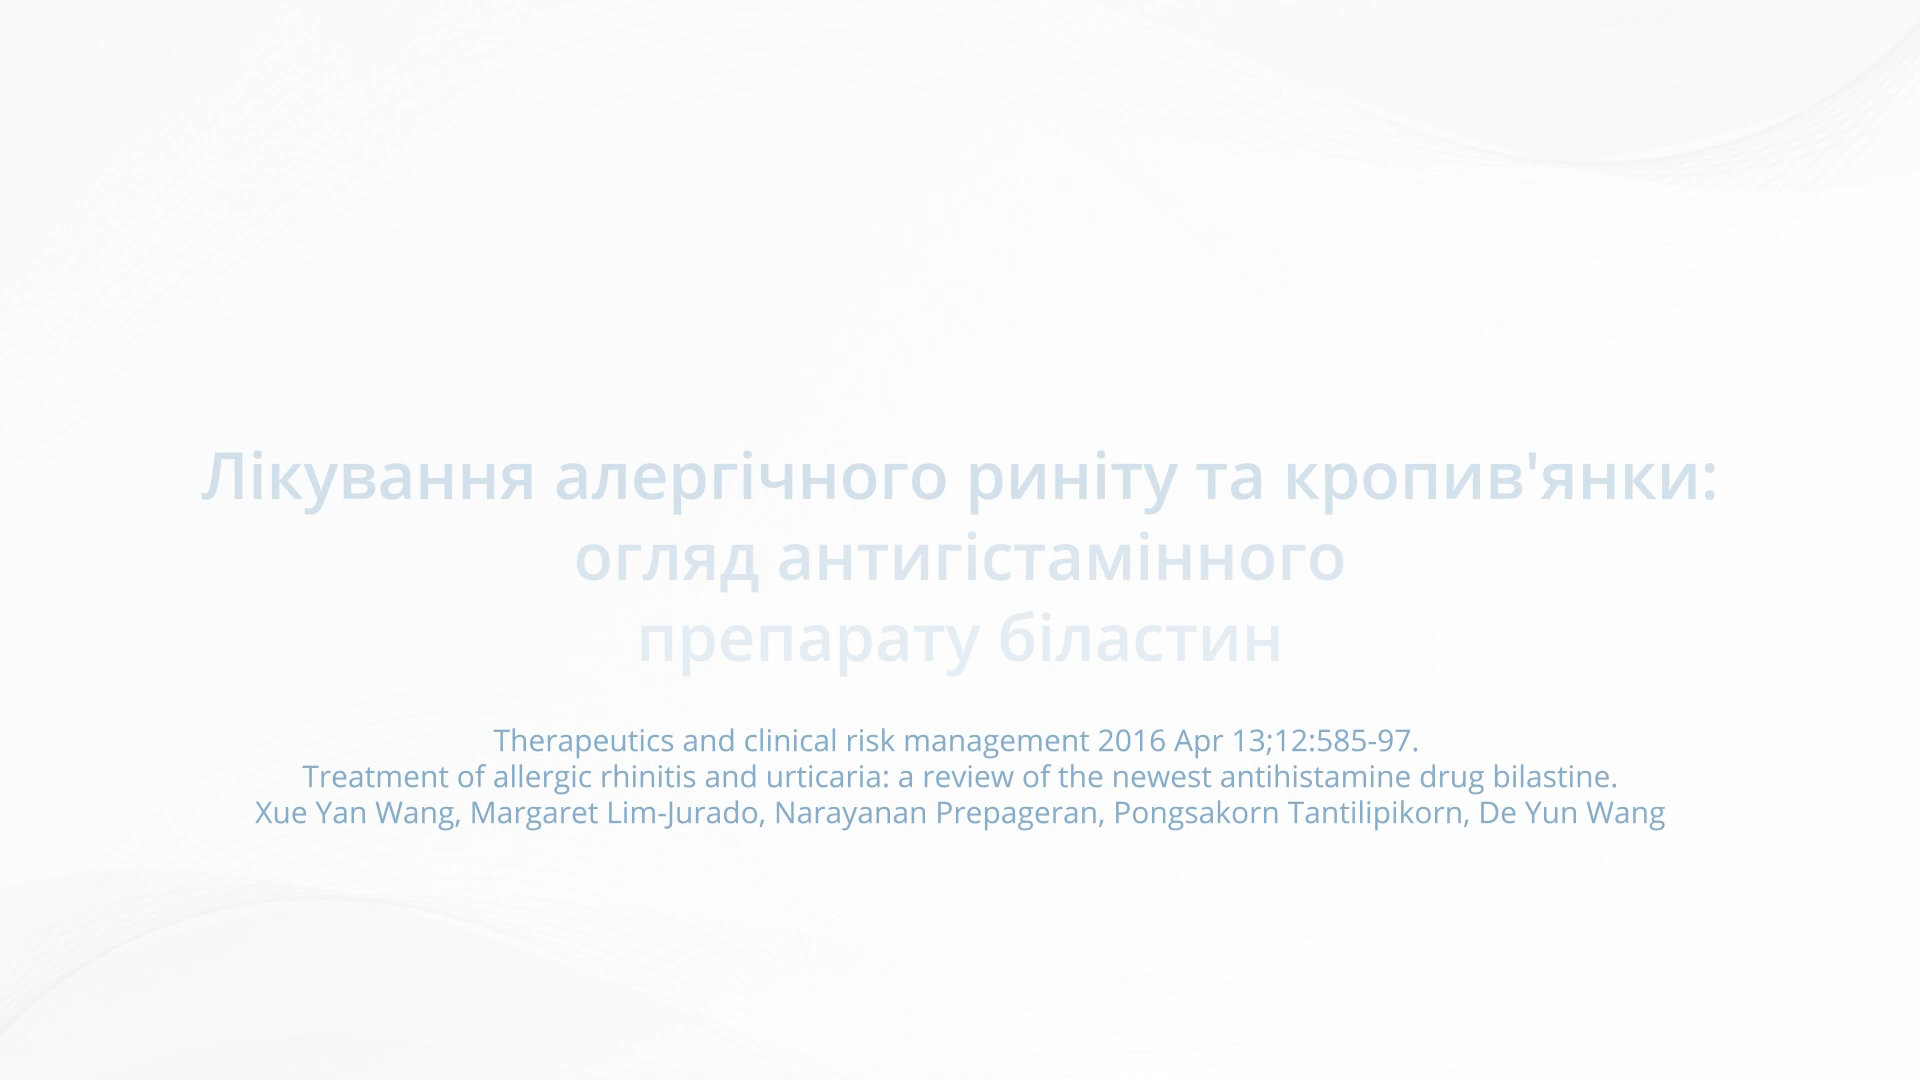 Лікування алергічного риніту та кропив'янки:
огляд антигістамінного
препарату біластин
Therapeutics and clinical risk management 2016 Apr 13;12:585-97.
Treatment of allergic rhinitis and urticaria: a review of the newest antihistamine drug bilastine.
Xue Yan Wang, Margaret Lim-Jurado, Narayanan Prepageran, Pongsakorn Tantilipikorn, De Yun Wang